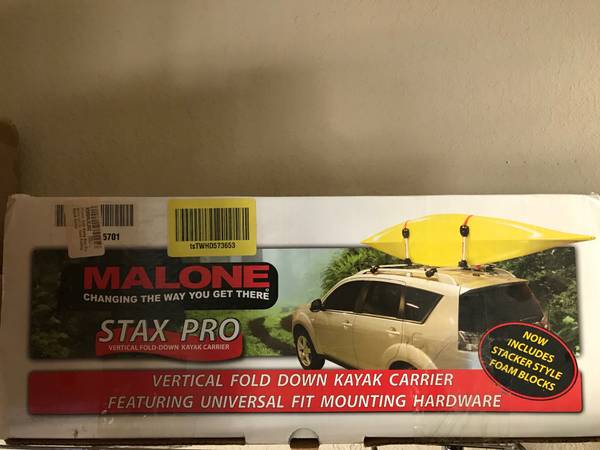 5701
tsTWHD573653
MALONE
CHANGING THE WAY YOU GET THERE
STAX PRO
VERTICAL FOLD-DOWN KAYAK CARRIER
NOW
INCLUDES
STACKER STYLE
FOAM BLOCKS
VERTICAL FOLD DOWN KAYAK CARRIER
FEATURING UNIVERSAL FIT MOUNTING HARDWARE